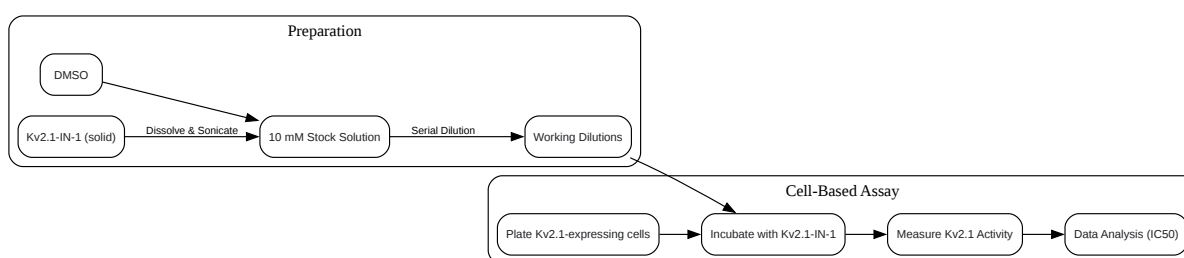 Preparation
DMSO
Kv2.1-IN-1 (solid)
Dissolve & Sonicate
10 mM Stock Solution
Serial Dilution
Working Dilutions
Cell-Based Assay
Plate Kv2.1-expressing cells
Incubate with Kv2.1-IN-1
Measure Kv2.1 Activity
Data Analysis (IC50)